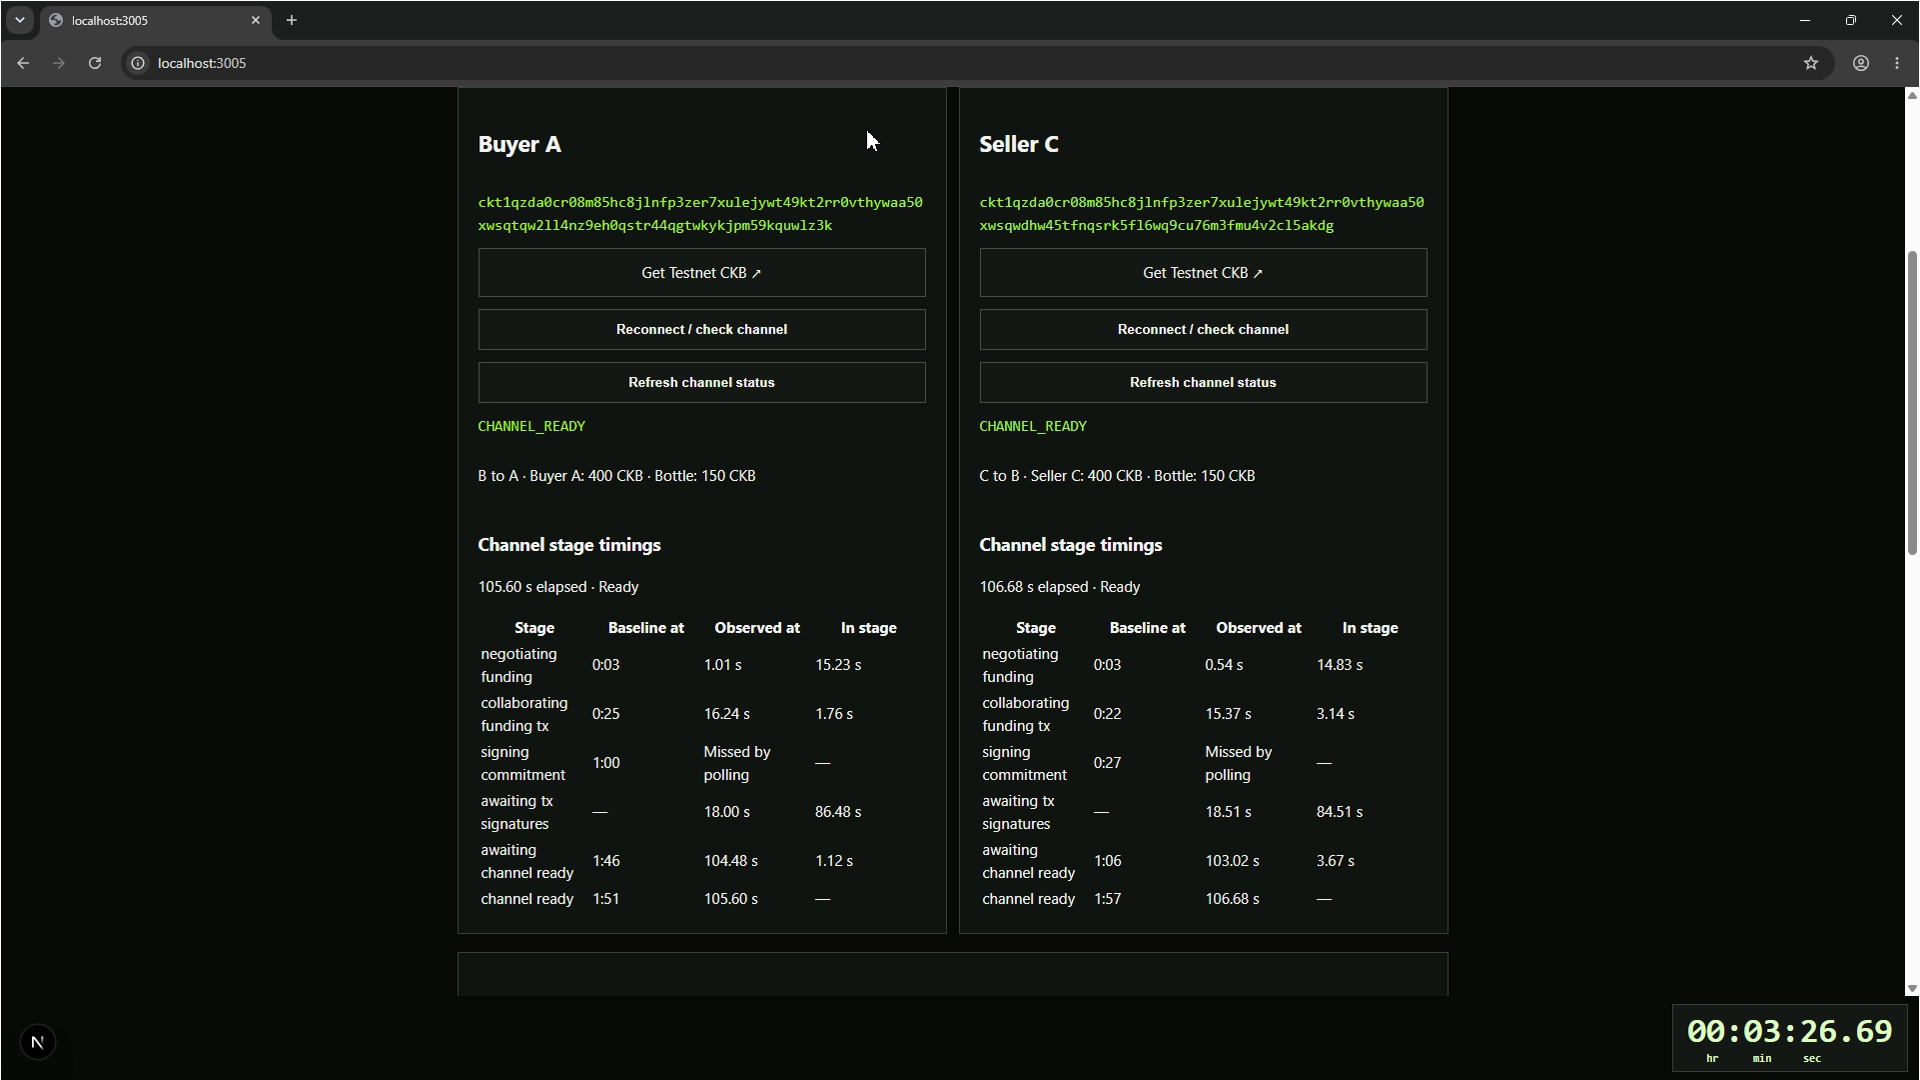 localhost:3005
localhost:3005
Buyer A
ckt1qzda0cr08m85hc8jlnfp3zer7xulejywt49kt2rr0vthywaa50
xwsqtqw2ll4nz9eh0qstr44qgtwkykjpm59kquwlz3k
Get Testnet CKB ↗
Reconnect / check channel
Refresh channel status
CHANNEL_READY
B to A · Buyer A: 400 CKB · Bottle: 150 CKB
Channel stage timings
105.60 s elapsed · Ready
Stage Baseline at Observed at In stage
negotiating
funding 0:03 1.01 s 15.23 s
collaborating
funding tx 0:25 16.24 s 1.76 s
signing
commitment 1:00 Missed by
polling —
awaiting tx
signatures — 18.00 s 86.48 s
awaiting
channel ready 1:46 104.48 s 1.12 s
channel ready 1:51 105.60 s —
Seller C
ckt1qzda0cr08m85hc8jlnfp3zer7xulejywt49kt2rr0vthywaa50
xwsqwdhw45tfnqsrk5fl6wq9cu76m3fmu4v2cl5akdg
Get Testnet CKB ↗
Reconnect / check channel
Refresh channel status
CHANNEL_READY
C to B · Seller C: 400 CKB · Bottle: 150 CKB
Channel stage timings
106.68 s elapsed · Ready
Stage Baseline at Observed at In stage
negotiating
funding 0:03 0.54 s 14.83 s
collaborating
funding tx 0:22 15.37 s 3.14 s
signing
commitment 0:27 Missed by
polling —
awaiting tx
signatures — 18.51 s 84.51 s
awaiting
channel ready 1:06 103.02 s 3.67 s
channel ready 1:57 106.68 s —
N
00:03:26.69
hr min sec